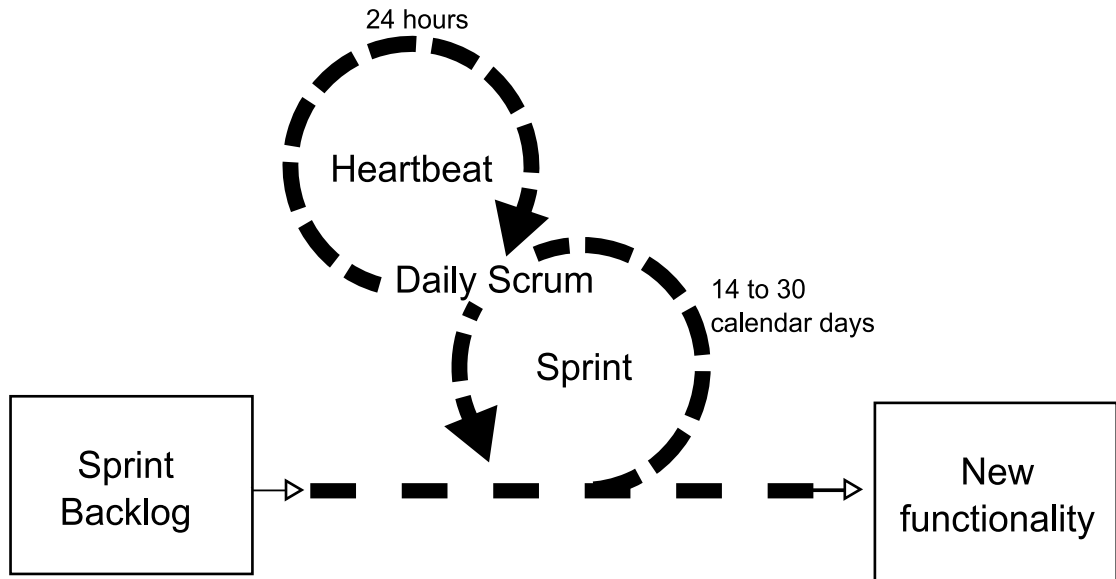 24 hours
Heartbeat
Daily Scrum
14 to 30
calendar days
Sprint
Sprint
Backlog
New
functionality